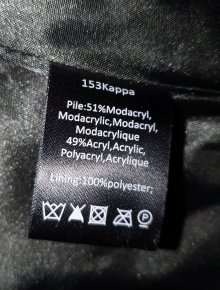 153Kappa
Pile:51%Modacryl,
Modacrylic,Modacryl,
Modacrylique
49%Acryl,Acrylic,
Polyacryl,Acrylique
Lining:100%polyester;
P